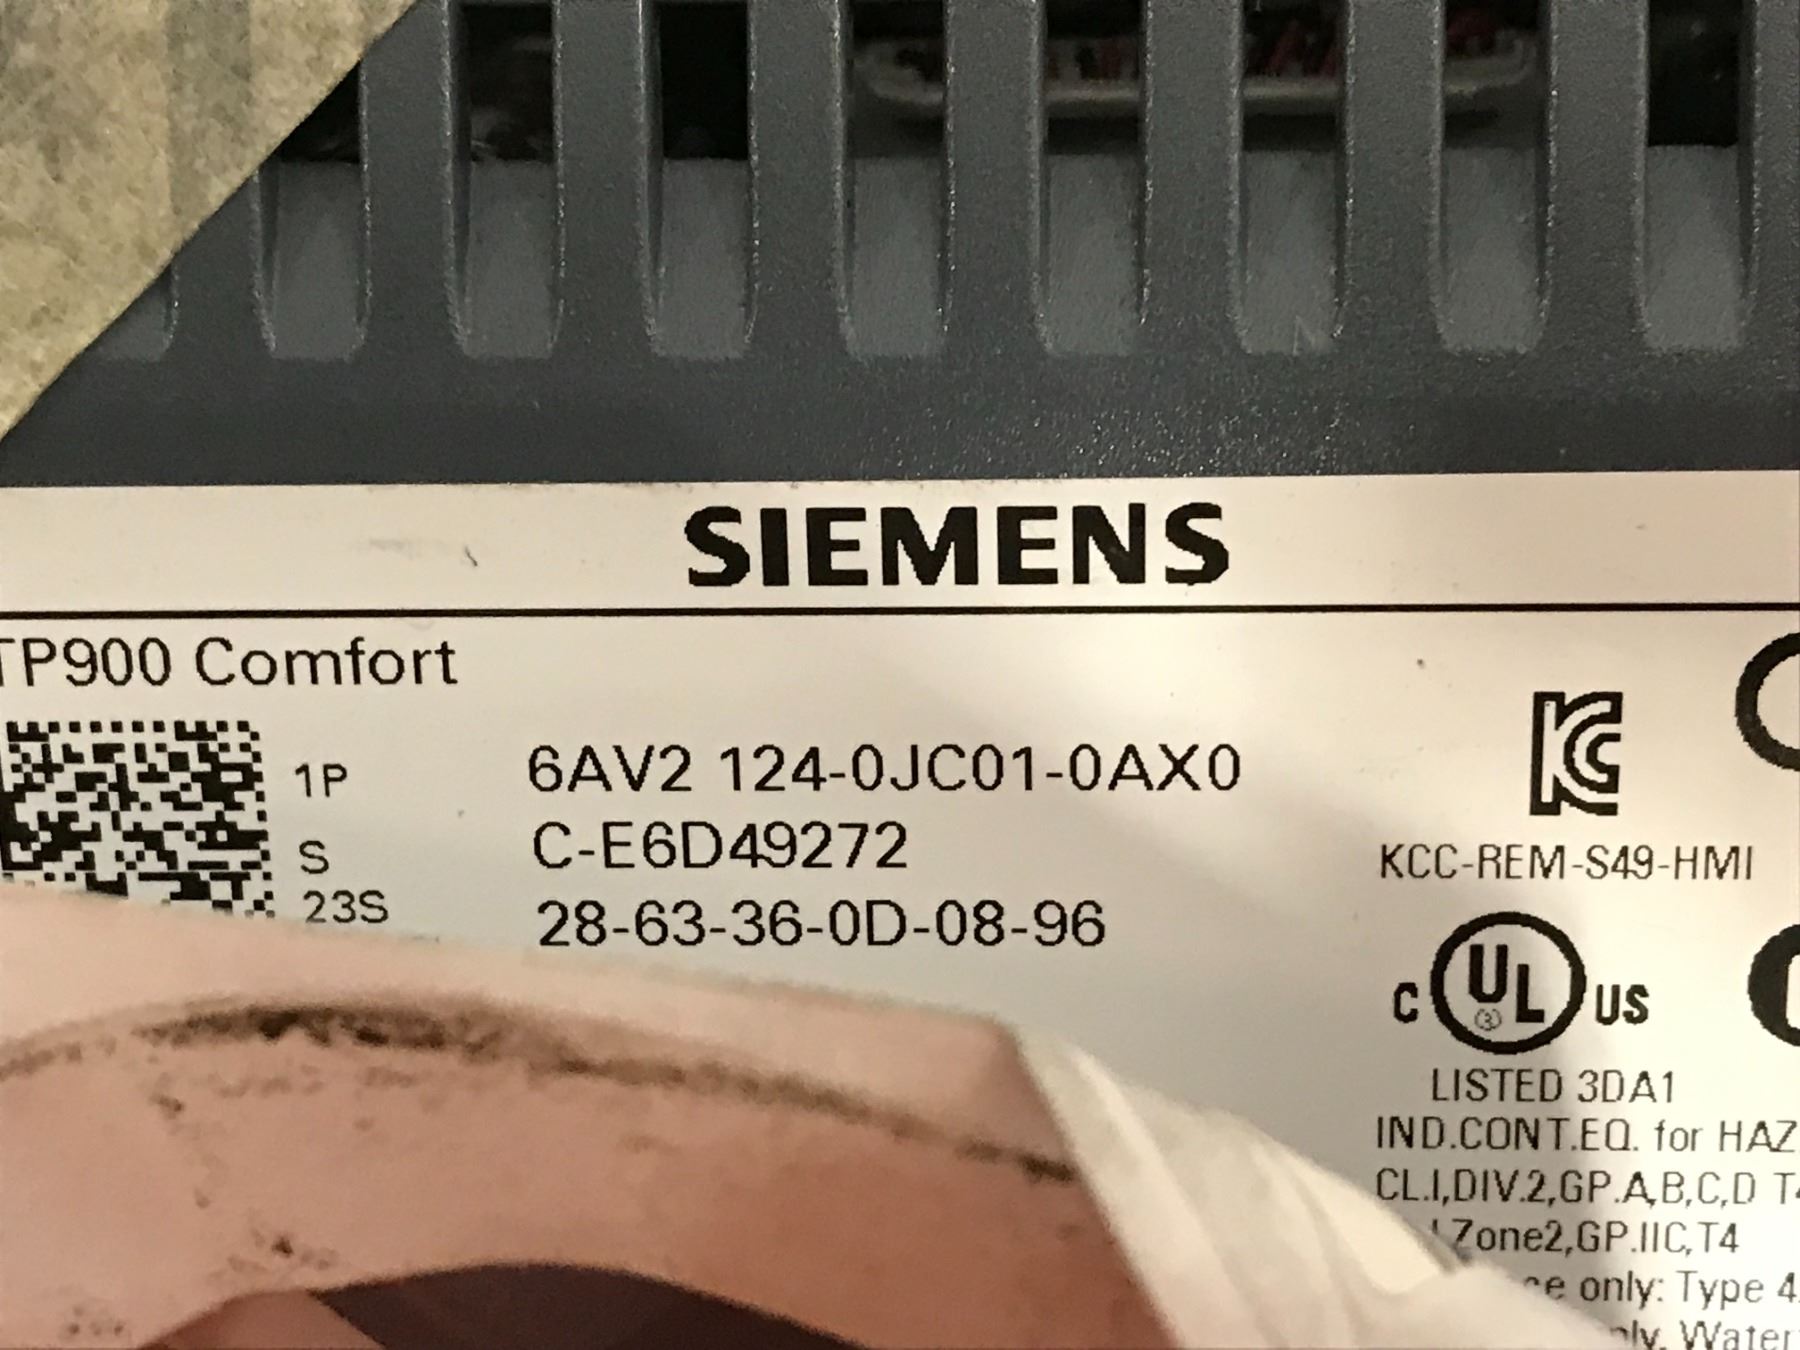 SIEMENS
TP900 Comfort
1P 6AV2 124-0JC01-0AX0
S C-E6D49272
23S 28-63-36-0D-08-96
KCC-REM-S49-HMI
C UL US
LISTED 3DA1
IND.CONT.EQ. for HAZ
CL.I,DIV.2,GP.A,B,C,D
Zone2,GP.IIC,T4
only: Type
Water